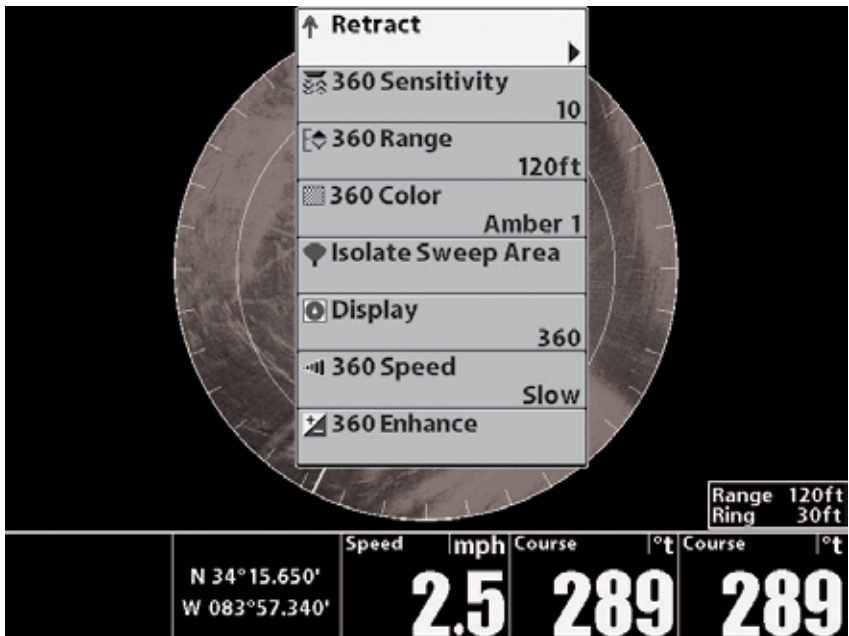 Retract
360 Sensitivity
10
360 Range
120ft
360 Color
Amber 1
Isolate Sweep Area
Display
360
360 Speed
Slow
360 Enhance
Range 120ft
Ring 30ft
Speed mph Course °t Course °t
N 34°15.650'
W 083°57.340'
2.5 289 289